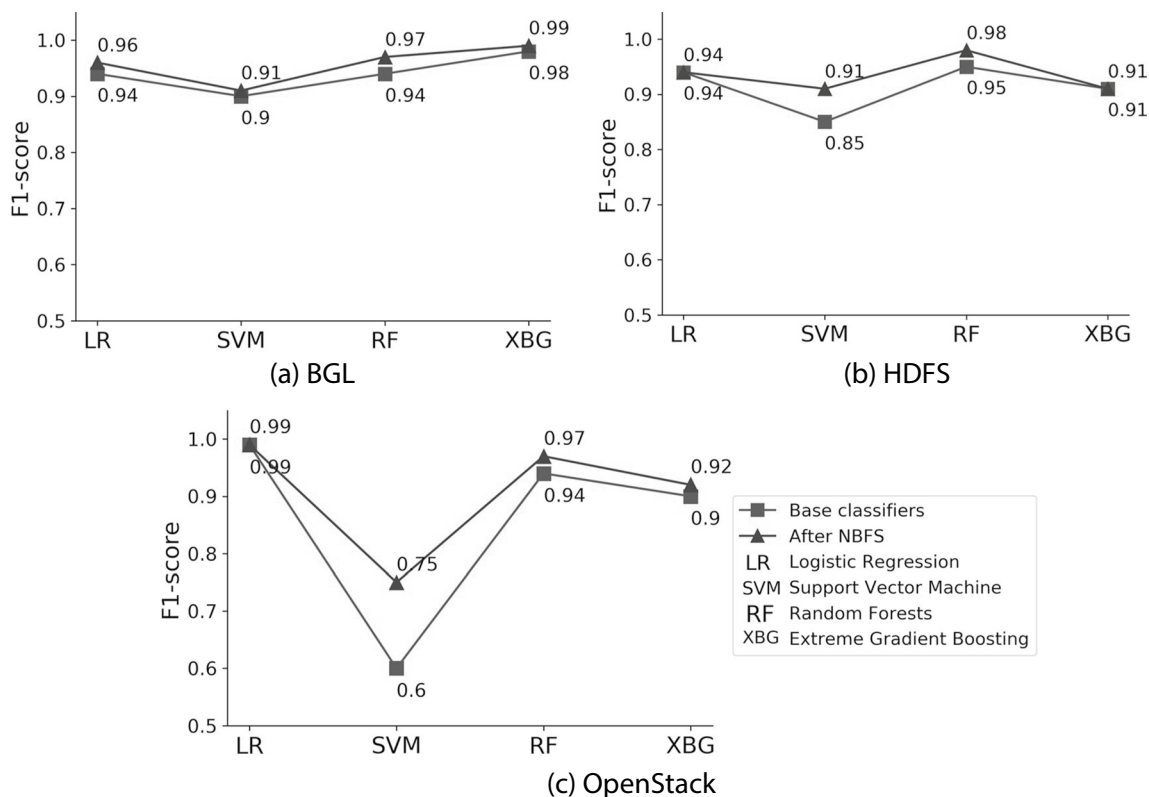 1.0
0.9
0.8
0.7
0.6
0.5
F1-score
0.96
0.94
0.91
0.9
0.97
0.94
0.99
0.98
LR SVM RF XBG
(a) BGL
1.0
0.9
0.8
0.7
0.6
0.5
F1-score
0.94
0.94
0.91
0.85
0.98
0.95
0.91
0.91
LR SVM RF XBG
(b) HDFS
1.0
0.9
0.8
0.7
0.6
0.5
F1-score
0.99
0.99
0.75
0.6
0.97
0.94
0.92
0.9
LR SVM RF XBG
(c) OpenStack
Base classifiers
After NBFS
LR Logistic Regression
SVM Support Vector Machine
RF Random Forests
XBG Extreme Gradient Boosting